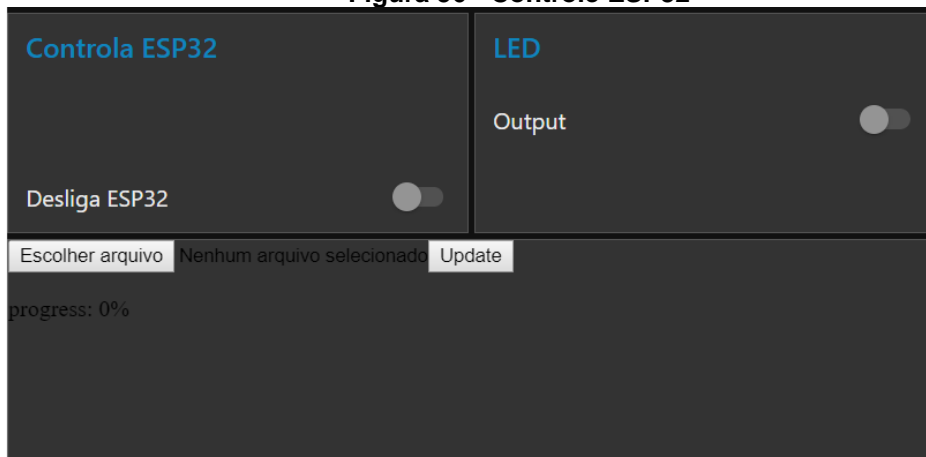 Controla ESP32
Desliga ESP32
LED
Output
Escolher arquivo Nenhum arquivo selecionado Update
progress: 0%